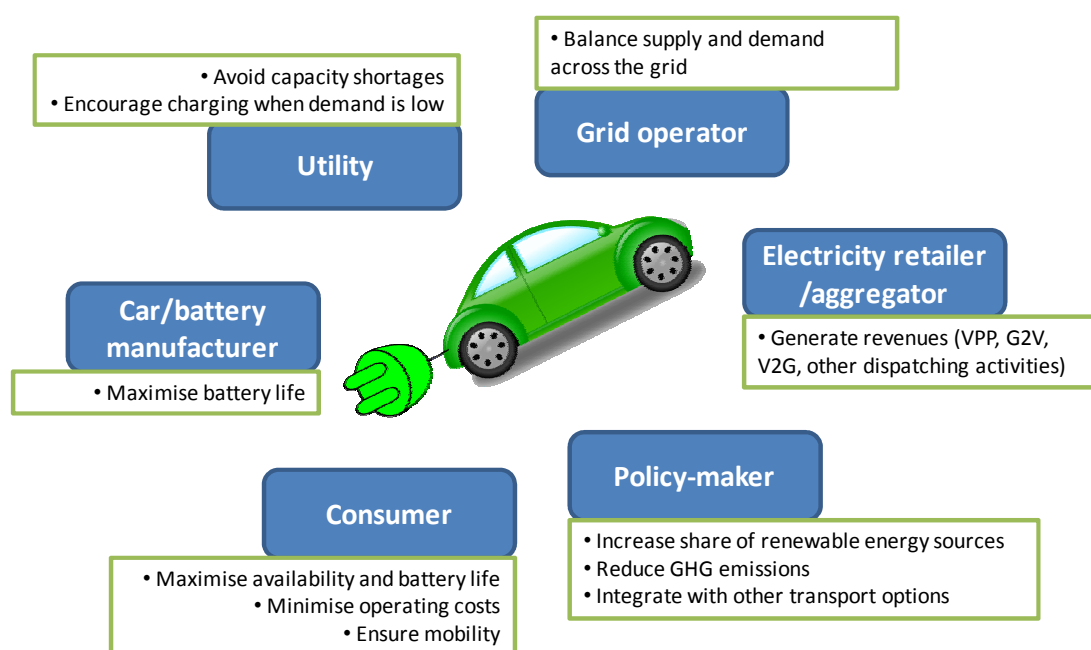 • Avoid capacity shortages
• Encourage charging when demand is low
Utility
• Balance supply and demand
across the grid
Grid operator
Electricity retailer
/aggregator
• Generate revenues (VPP, G2V,
V2G, other dispatching activities)
Car/battery
manufacturer
• Maximise battery life
Policy-maker
• Increase share of renewable energy sources
• Reduce GHG emissions
• Integrate with other transport options
Consumer
• Maximise availability and battery life
• Minimise operating costs
• Ensure mobility